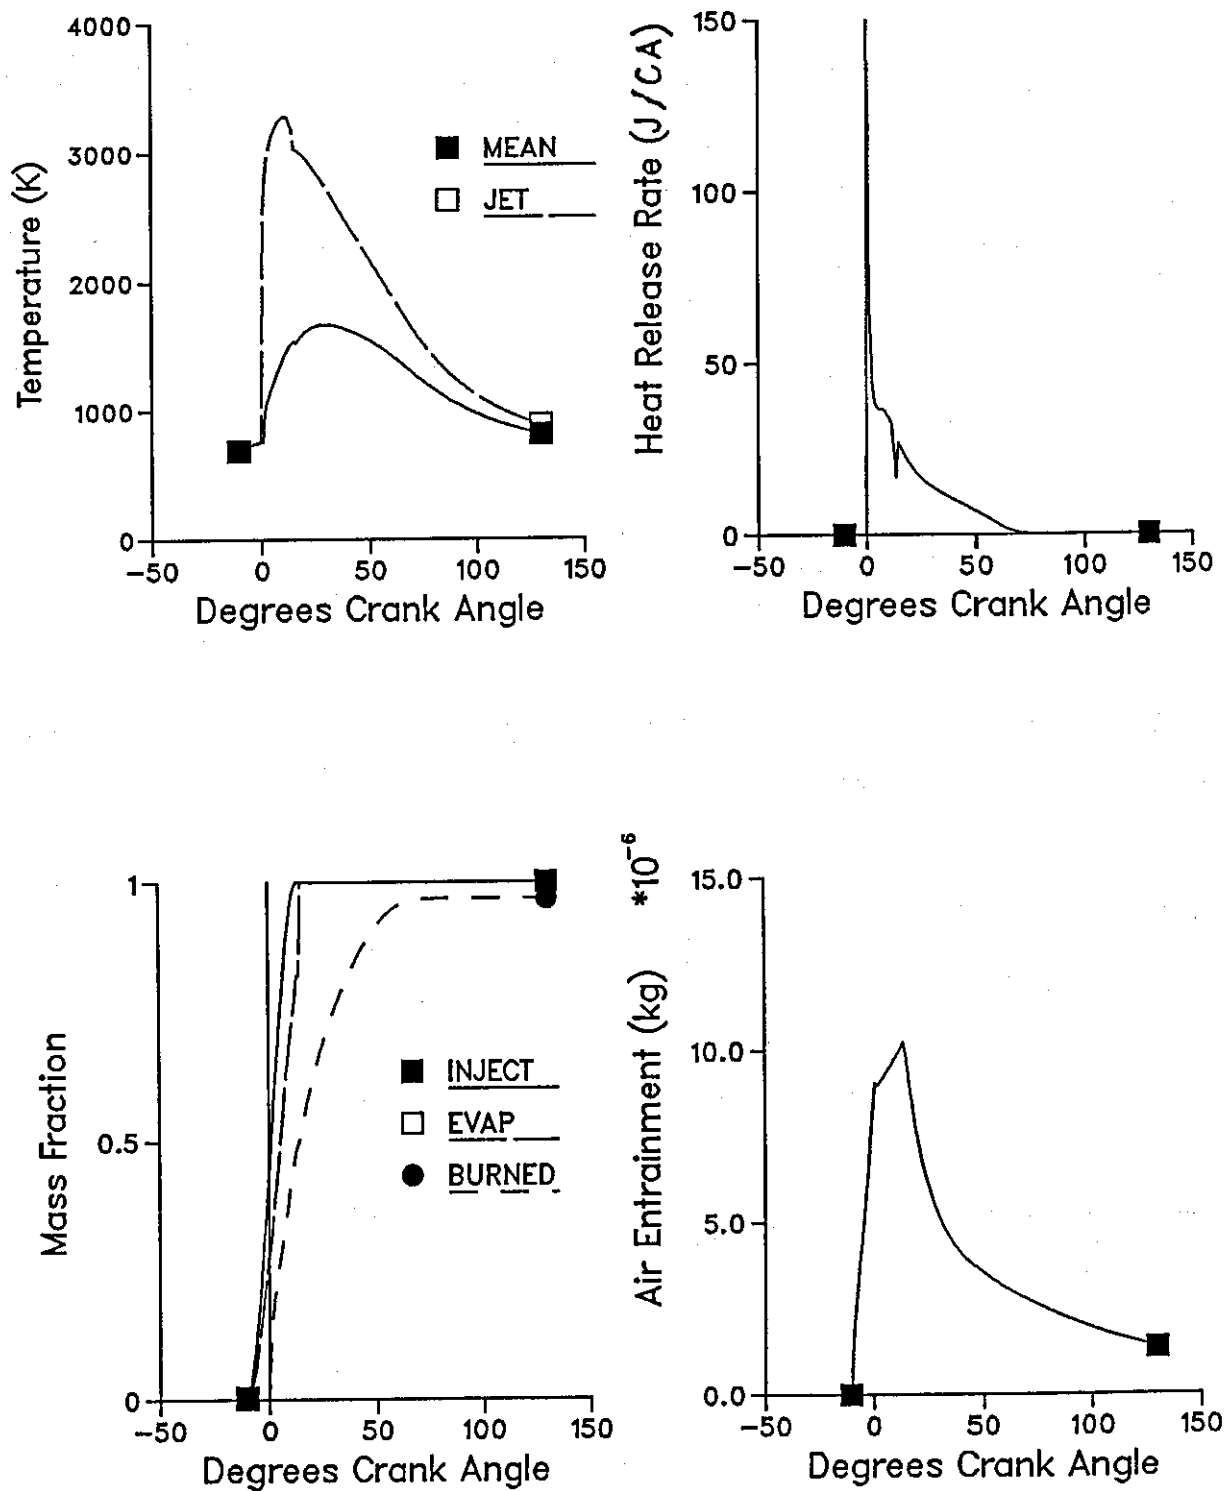 4000
3000
2000
1000
0
Temperature (K)
MEAN
JET
-50 0 50 100 150
Degrees Crank Angle
150
100
50
0
Heat Release Rate (J/CA)
-50 0 50 100 150
Degrees Crank Angle
1
0.5
0
Mass Fraction
INJECT
EVAP
BURNED
-50 0 50 100 150
Degrees Crank Angle
15.0
10.0
5.0
0.0
Air Entrainment (kg) *10⁻⁶
-50 0 50 100 150
Degrees Crank Angle